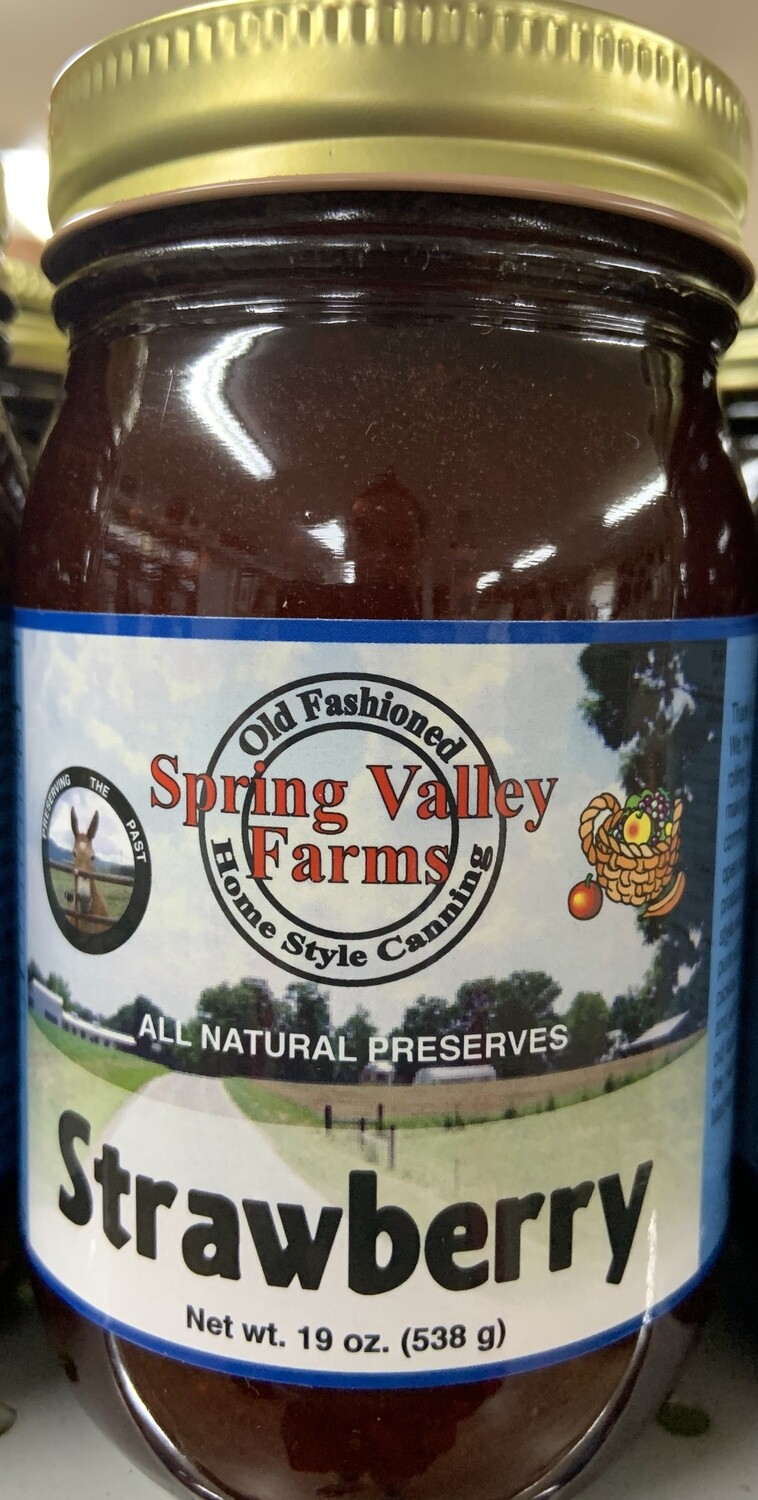 Old Fashioned
Spring Valley
Farms
Home Style Canning
PRESERVING THE PAST
ALL NATURAL PRESERVES
Strawberry
Net wt. 19 oz. (538 g)